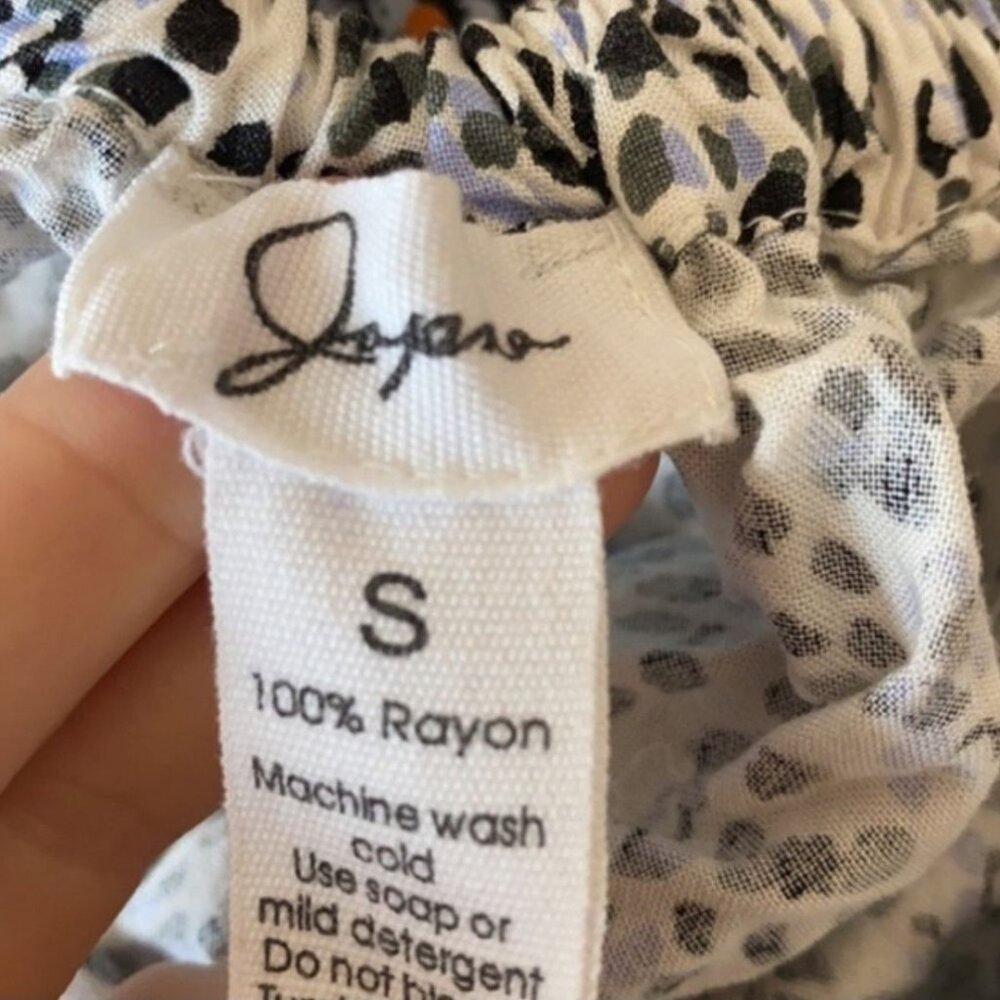 S
100% Rayon
Machine wash
cold
Use soap or
mild detergent
Do not